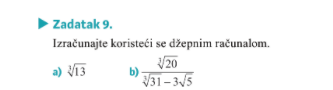 ▶ Zadatak 9.
Izračunajte koristeći se džepnim računalom.
a) ∛13 b) ∛20 / (∛31 – 3√5)